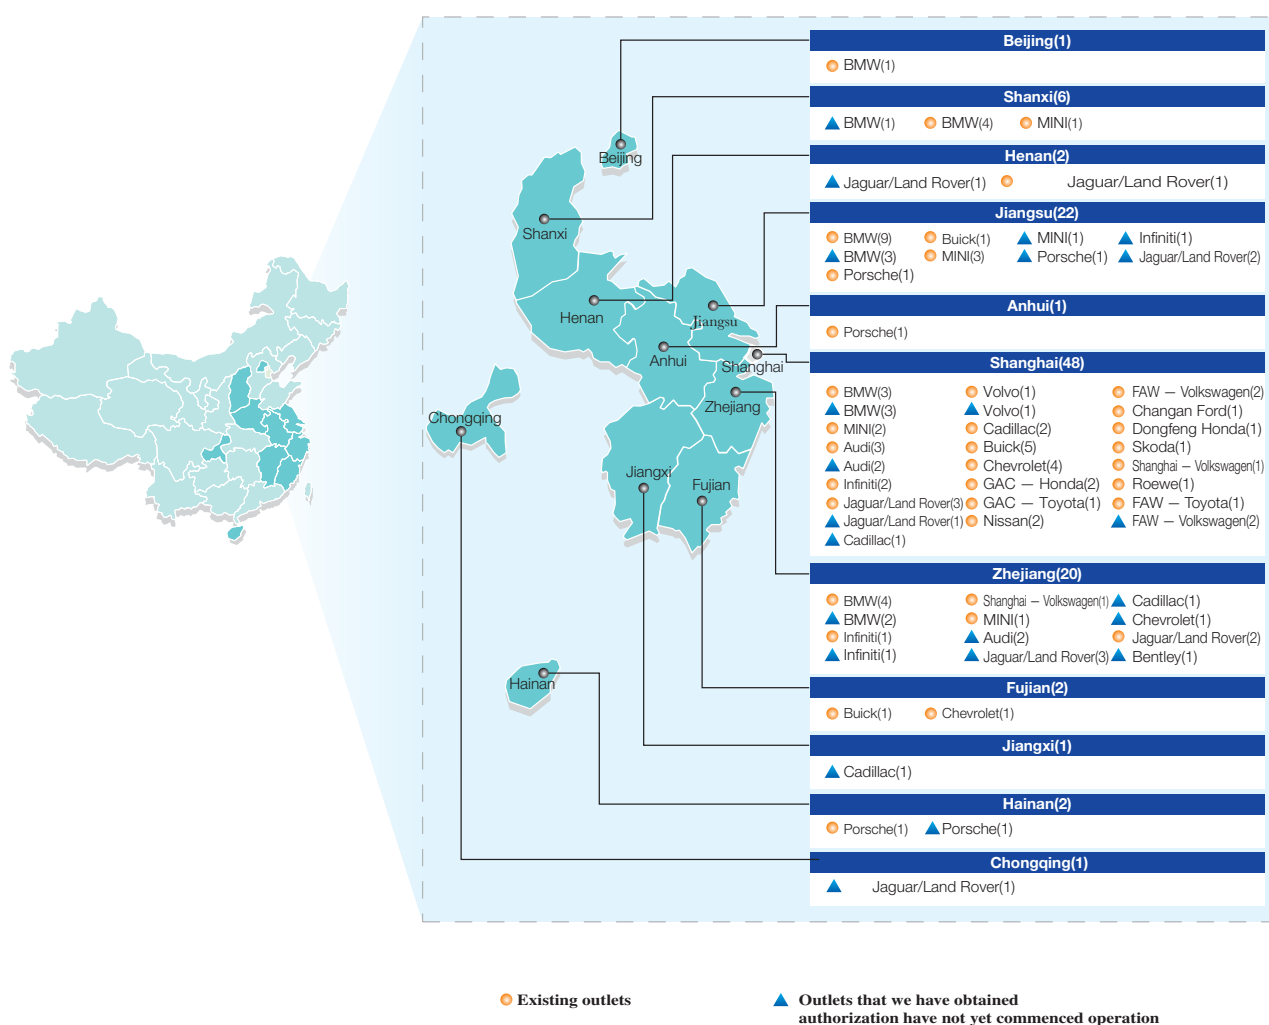 Beijing(1)
BMW(1)
Shanxi(6)
BMW(1) BMW(4) MINI(1)
Henan(2)
Jaguar/Land Rover(1) Jaguar/Land Rover(1)
Jiangsu(22)
BMW(9) Buick(1) MINI(1) Infiniti(1)
BMW(3) MINI(3) Porsche(1) Jaguar/Land Rover(2)
Porsche(1)
Anhui(1)
Porsche(1)
Shanghai(48)
BMW(3) Volvo(1) FAW – Volkswagen(2)
BMW(3) Volvo(1) Changan Ford(1)
MINI(2) Cadillac(2) Dongfeng Honda(1)
Audi(3) Buick(5) Skoda(1)
Audi(2) Chevrolet(4) Shanghai – Volkswagen(1)
Infiniti(2) GAC – Honda(2) Roewe(1)
Jaguar/Land Rover(3) GAC – Toyota(1) FAW – Toyota(1)
Jaguar/Land Rover(1) Nissan(2) FAW – Volkswagen(2)
Cadillac(1)
Zhejiang(20)
BMW(4) Shanghai – Volkswagen(1) Cadillac(1)
BMW(2) MINI(1) Chevrolet(1)
Infiniti(1) Audi(2) Jaguar/Land Rover(2)
Infiniti(1) Jaguar/Land Rover(3) Bentley(1)
Fujian(2)
Buick(1) Chevrolet(1)
Jiangxi(1)
Cadillac(1)
Hainan(2)
Porsche(1) Porsche(1)
Chongqing(1)
Jaguar/Land Rover(1)
Beijing
Shanxi
Henan
Jiangsu
Anhui
Shanghai
Zhejiang
Chongqing
Jiangxi
Fujian
Hainan
Existing outlets
Outlets that we have obtained
authorization have not yet commenced operation